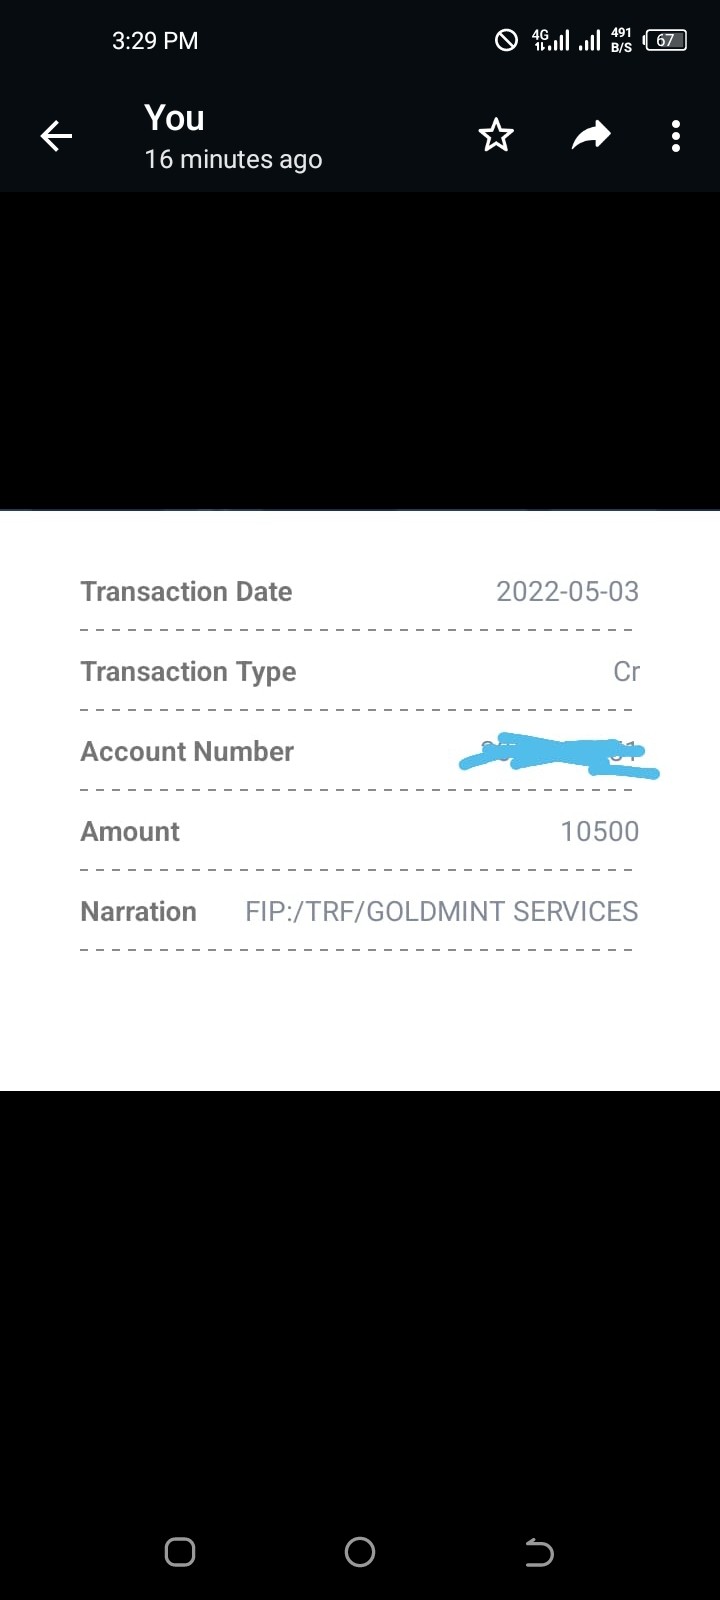 3:29 PM
4G
491
B/S
67
You
16 minutes ago
Transaction Date 2022-05-03
Transaction Type Cr
Account Number
Amount 10500
Narration FIP:/TRF/GOLDMINT SERVICES